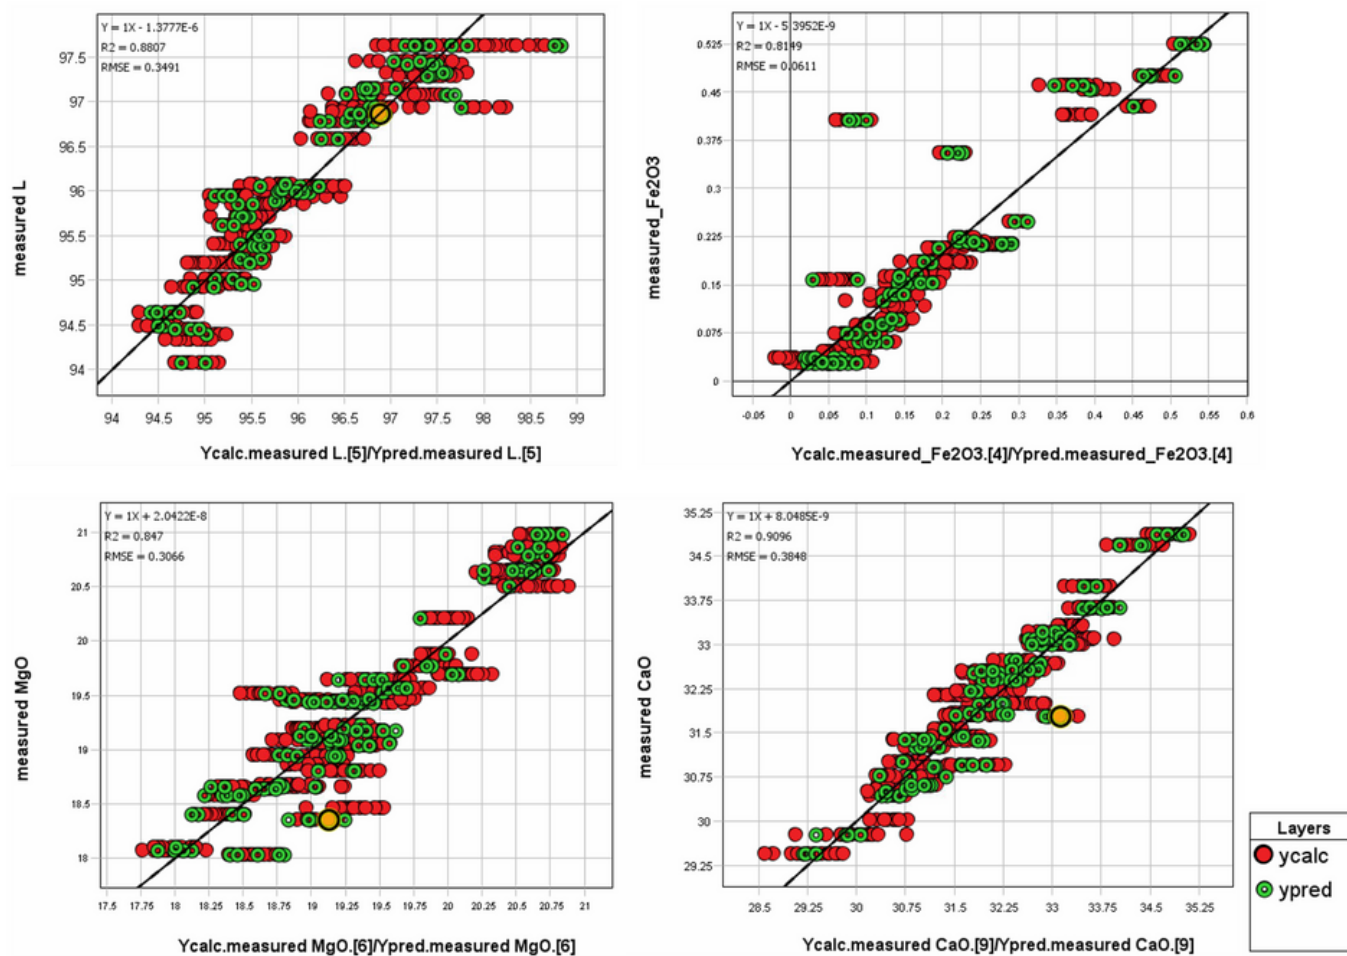 Y = 1X - 1.3777E-6
R2 = 0.8807
RMSE = 0.3491
97.5
97
96.5
96
95.5
95
94.5
94
measured L
94 94.5 95 95.5 96 96.5 97 97.5 98 98.5 99
Ycalc.measured L.[5]/Ypred.measured L.[5]
Y = 1X - 5.3952E-9
R2 = 0.8149
RMSE = 0.0611
0.525
0.45
0.375
0.3
0.225
0.15
0.075
0
measured_Fe2O3
-0.05 0 0.05 0.1 0.15 0.2 0.25 0.3 0.35 0.4 0.45 0.5 0.55 0.6
Ycalc.measured_Fe2O3.[4]/Ypred.measured_Fe2O3.[4]
Y = 1X + 2.0422E-8
R2 = 0.847
RMSE = 0.3066
21
20.5
20
19.5
19
18.5
18
measured MgO
17.5 17.75 18 18.25 18.5 18.75 19 19.25 19.5 19.75 20 20.25 20.5 20.75 21
Ycalc.measured MgO.[6]/Ypred.measured MgO.[6]
Y = 1X + 8.0485E-9
R2 = 0.9096
RMSE = 0.3848
35.25
34.5
33.75
33
32.25
31.5
30.75
30
29.25
measured CaO
28.5 29.25 30 30.75 31.5 32.25 33 33.75 34.5 35.25
Ycalc.measured CaO.[9]/Ypred.measured CaO.[9]
Layers
ycalc
ypred